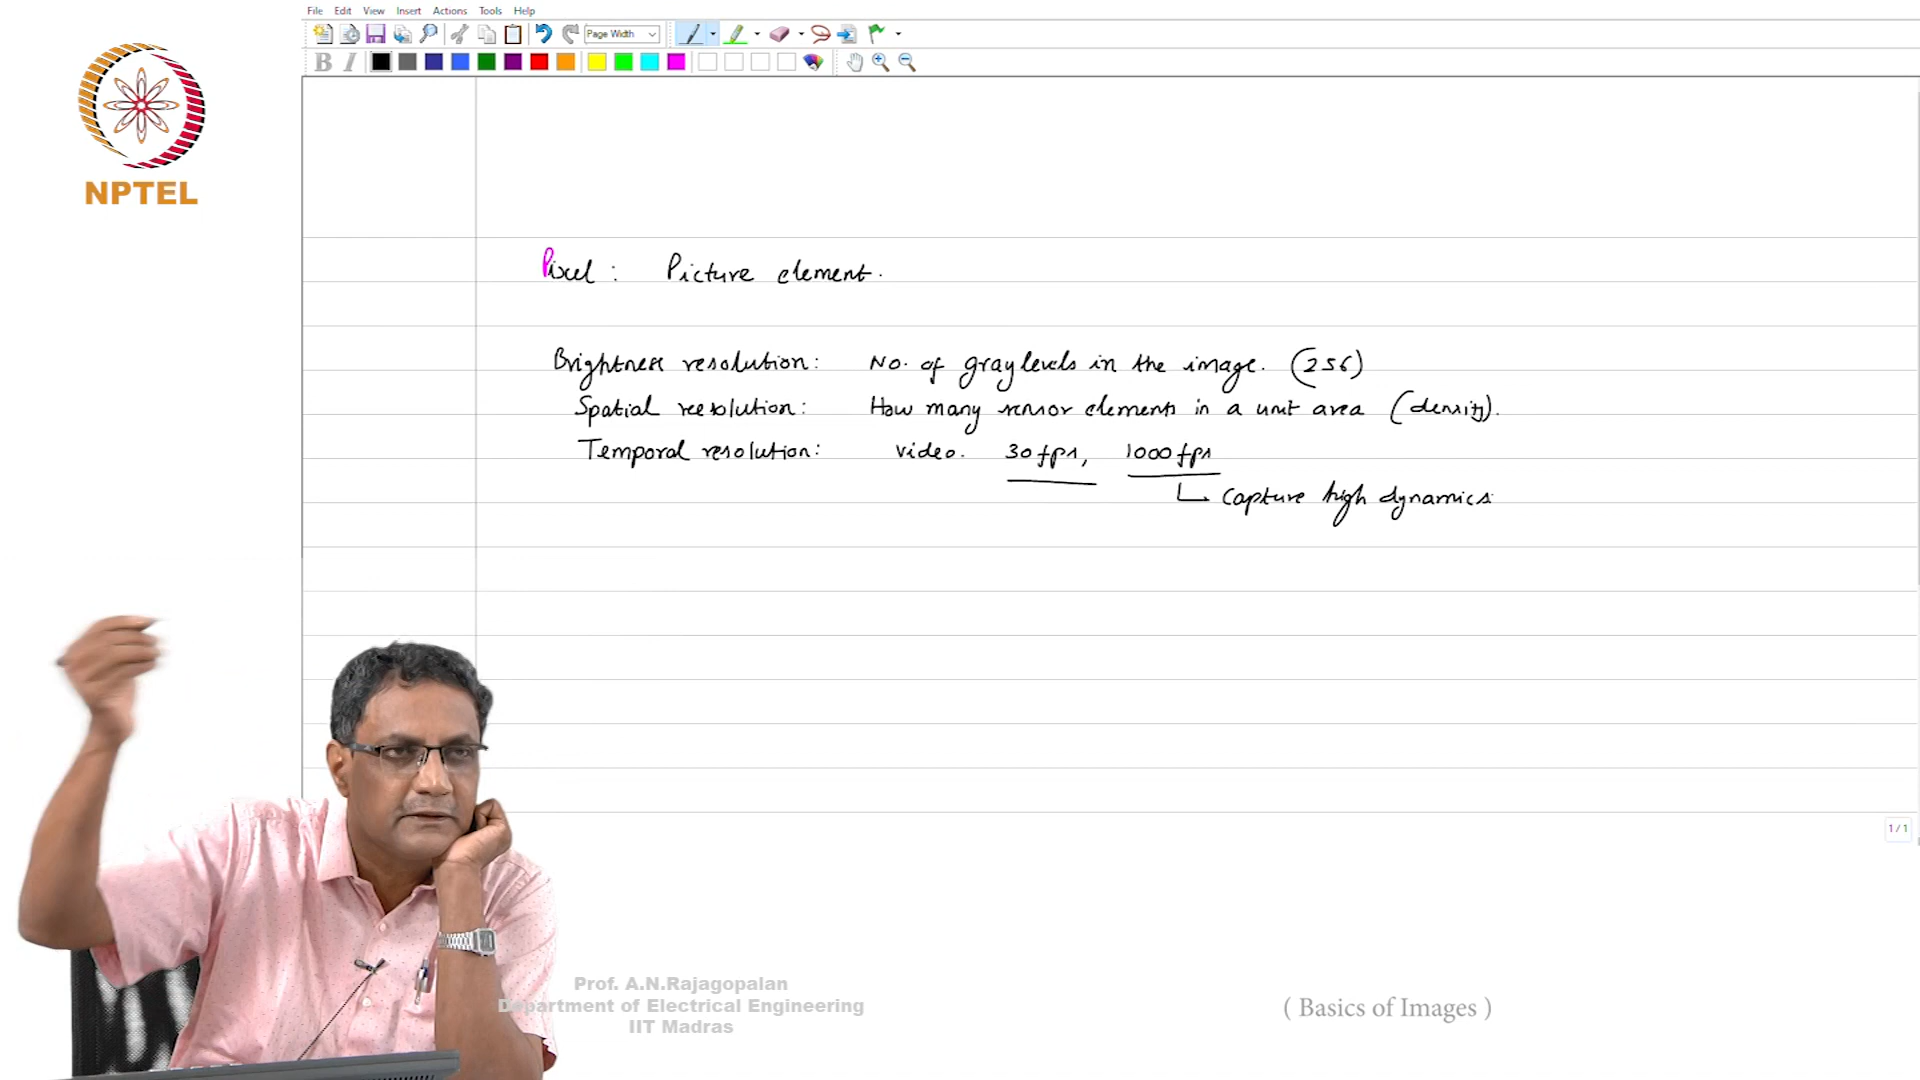 File Edit View Insert Actions Tools Help
Page Width
B I
NPTEL
Pixel : Picture element.
Brightness resolution: No. of gray levels in the image. (256)
Spatial resolution: How many sensor elements in a unit area (density).
Temporal resolution: video. 30 fps, 1000 fps
Capture high dynamics
1 / 1
Prof. A.N.Rajagopalan
Department of Electrical Engineering
IIT Madras
( Basics of Images )